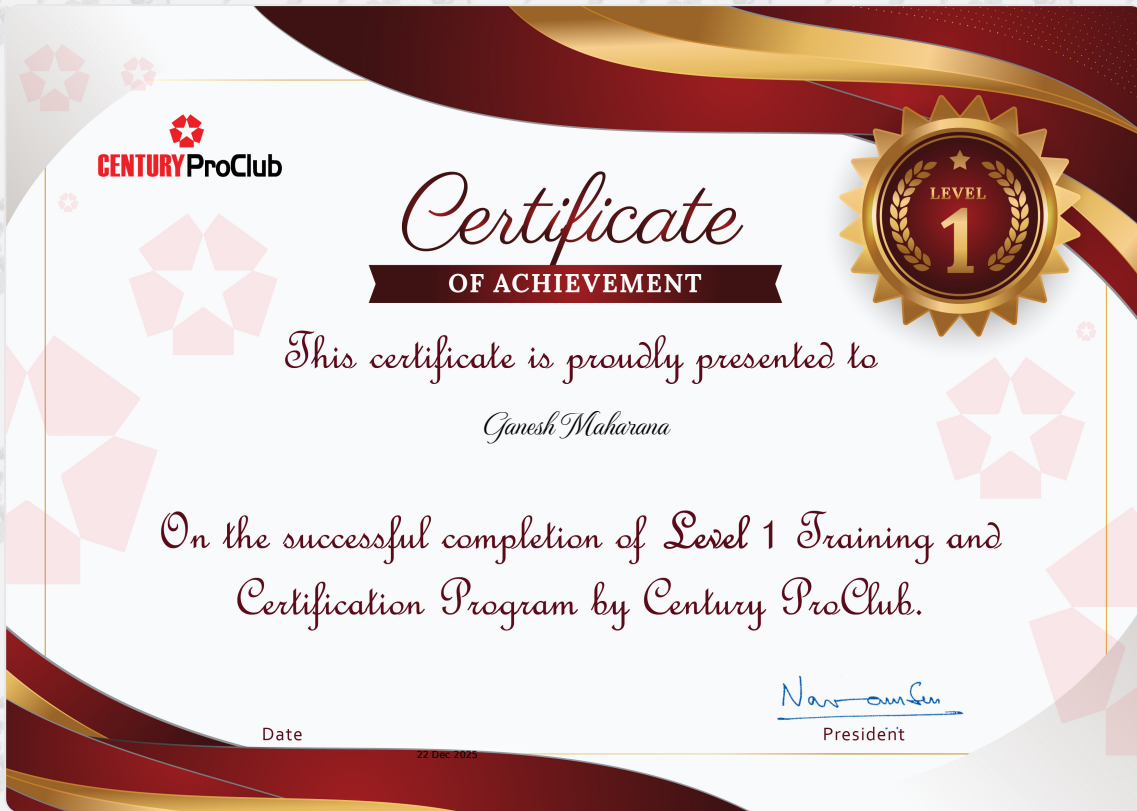 CENTURY ProClub
LEVEL
1
Certificate
OF ACHIEVEMENT
This certificate is proudly presented to
Ganesh Maharana
On the successful completion of Level 1 Training and
Certification Program by Century ProClub.
Date
President
22 Dec 2025